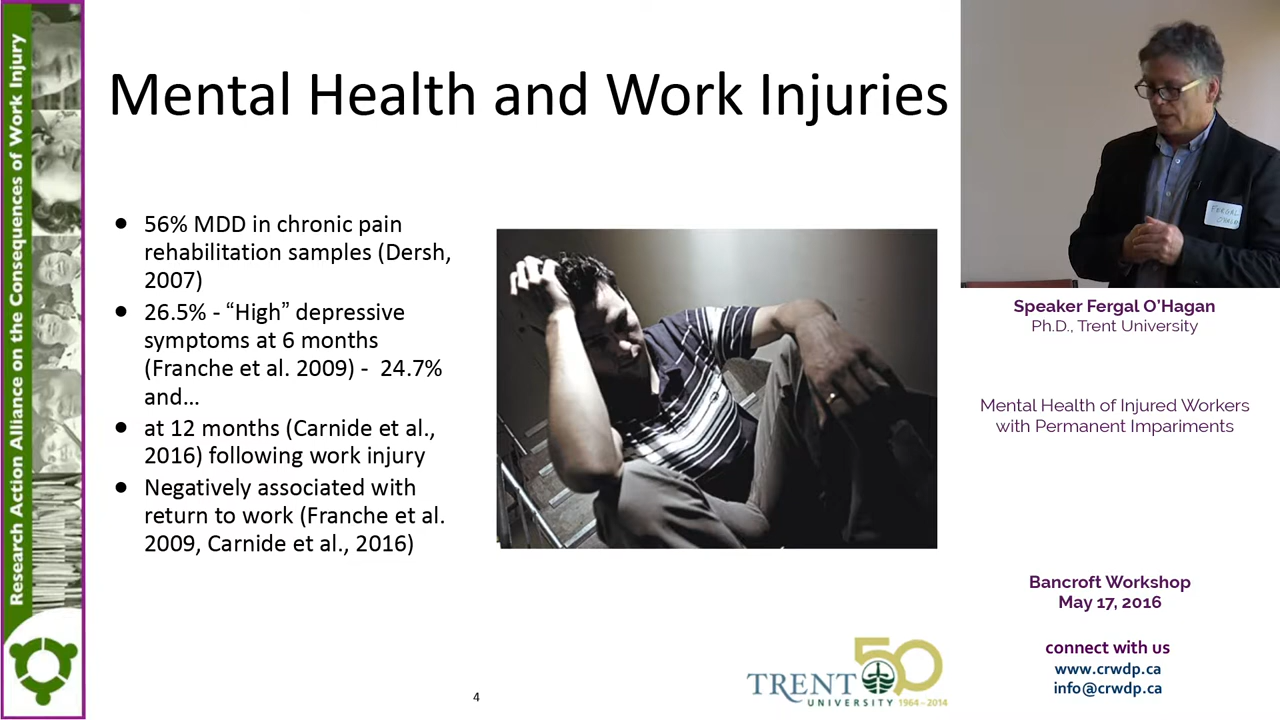 Research Action Alliance on the Consequences of Work Injury
Mental Health and Work Injuries
• 56% MDD in chronic pain
rehabilitation samples (Dersh,
2007)
• 26.5% - “High” depressive
symptoms at 6 months
(Franche et al. 2009) - 24.7%
and...
• at 12 months (Carnide et al.,
2016) following work injury
• Negatively associated with
return to work (Franche et al.
2009, Carnide et al., 2016)
4
TRENT 50
UNIVERSITY 1964 - 2014
FERGAL
Speaker Fergal O’Hagan
Ph.D., Trent University
Mental Health of Injured Workers
with Permanent Impariments
Bancroft Workshop
May 17, 2016
connect with us
www.crwdp.ca
info@crwdp.ca